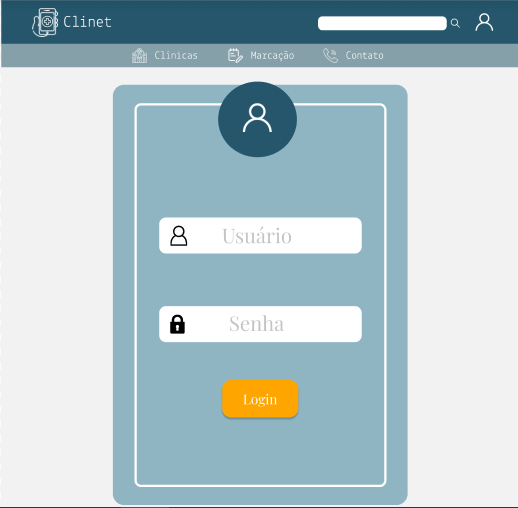 Clinet
Clínicas Marcação Contato
Usuário
Senha
Login